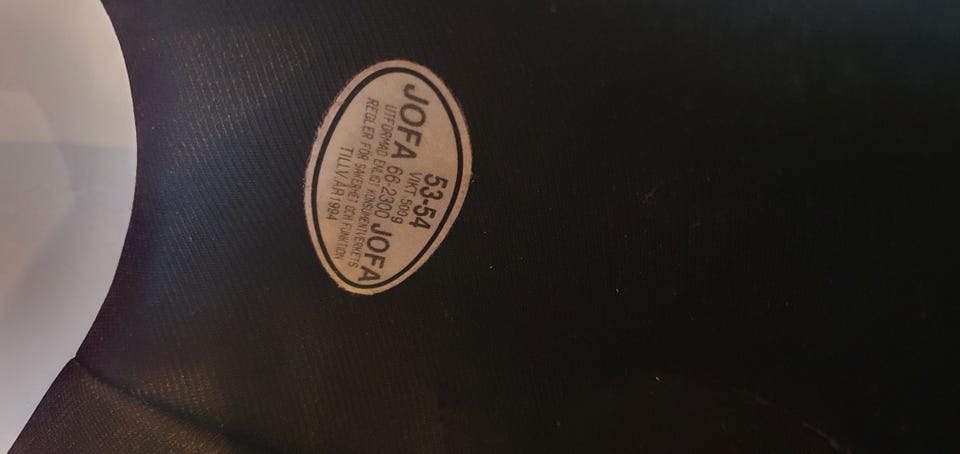 53-54
VIKT 500g
JOFA 66 2300 JOFA
UTFORMAD ENLIGT KONSUMENTVERKETS
REGLER FÖR SÄKERHET OCH FUNKTION
TILLV ÅR 1994